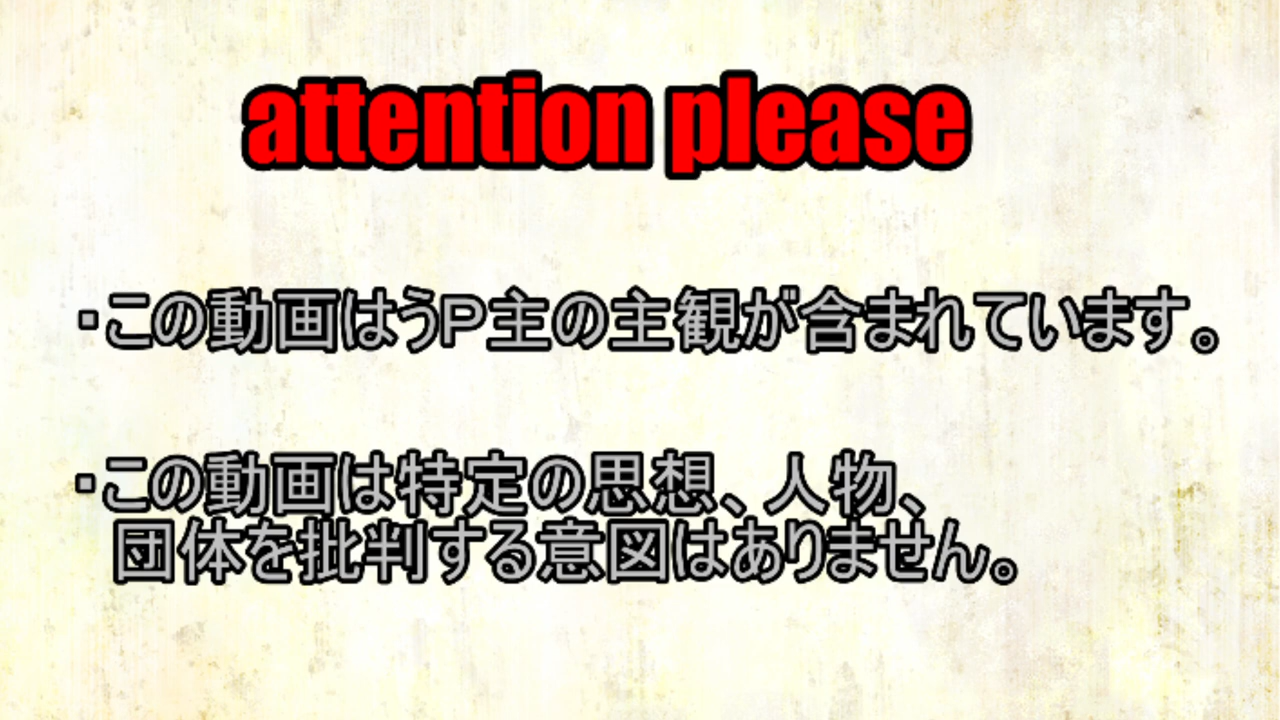 attention please
・この動画はうP主の主観が含まれています。
・この動画は特定の思想、人物、
団体を批判する意図はありません。